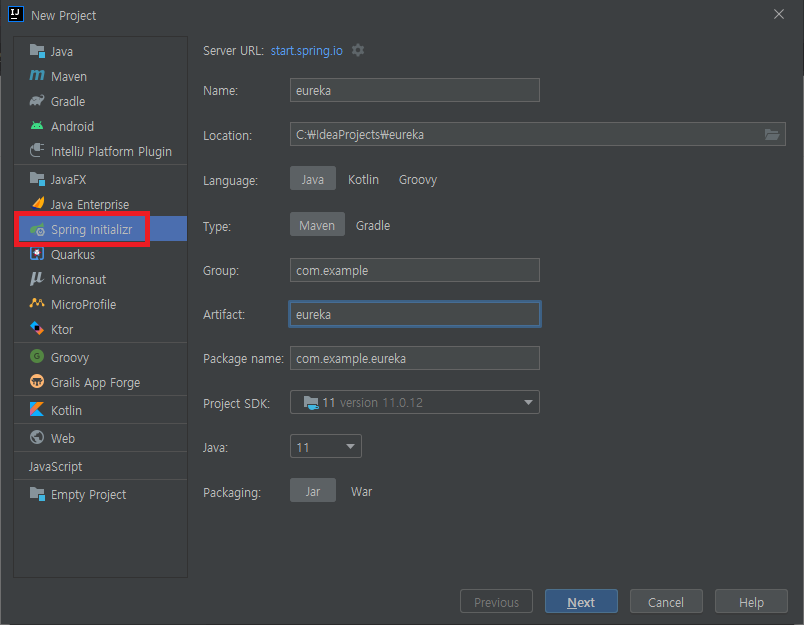 New Project
Java
Maven
Gradle
Android
IntelliJ Platform Plugin
JavaFX
Java Enterprise
Spring Initializr
Quarkus
Micronaut
MicroProfile
Ktor
Groovy
Grails App Forge
Kotlin
Web
JavaScript
Empty Project
Server URL: start.spring.io
Name: eureka
Location: C:₩IdeaProjects₩eureka
Language: Java Kotlin Groovy
Type: Maven Gradle
Group: com.example
Artifact: eureka
Package name: com.example.eureka
Project SDK: 11 version 11.0.12
Java: 11
Packaging: Jar War
Previous Next Cancel Help